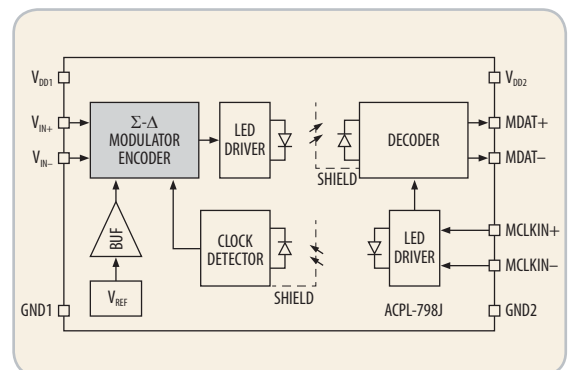 VDD1
VDD2
VIN+
VIN–
Σ-Δ
MODULATOR
ENCODER
LED
DRIVER
SHIELD
DECODER
MDAT+
MDAT–
BUF
VREF
CLOCK
DETECTOR
SHIELD
LED
DRIVER
MCLKIN+
MCLKIN–
GND1
ACPL-798J
GND2